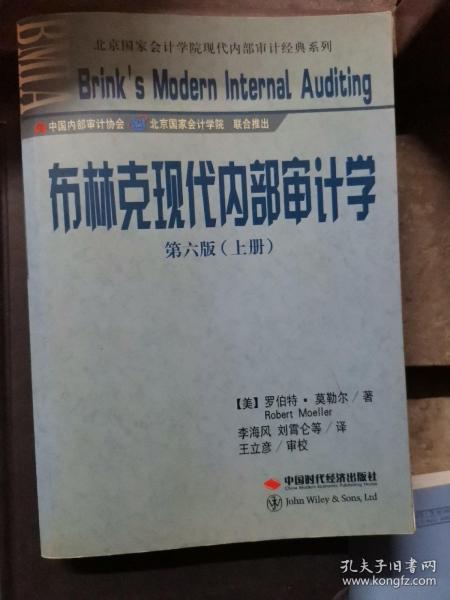 BMIA
北京国家会计学院现代内部审计经典系列
Brink's Modern Internal Auditing
中国内部审计协会 北京国家会计学院 联合推出
布林克现代内部审计学
第六版(上册)
【美】罗伯特·莫勒尔/著
Robert Moeller
李海风 刘霄仑等/译
王立彦/审校
中国时代经济出版社
China Modern Economic Publishing House
John Wiley & Sons, Ltd
孔夫子旧书网
www.kongfz.com